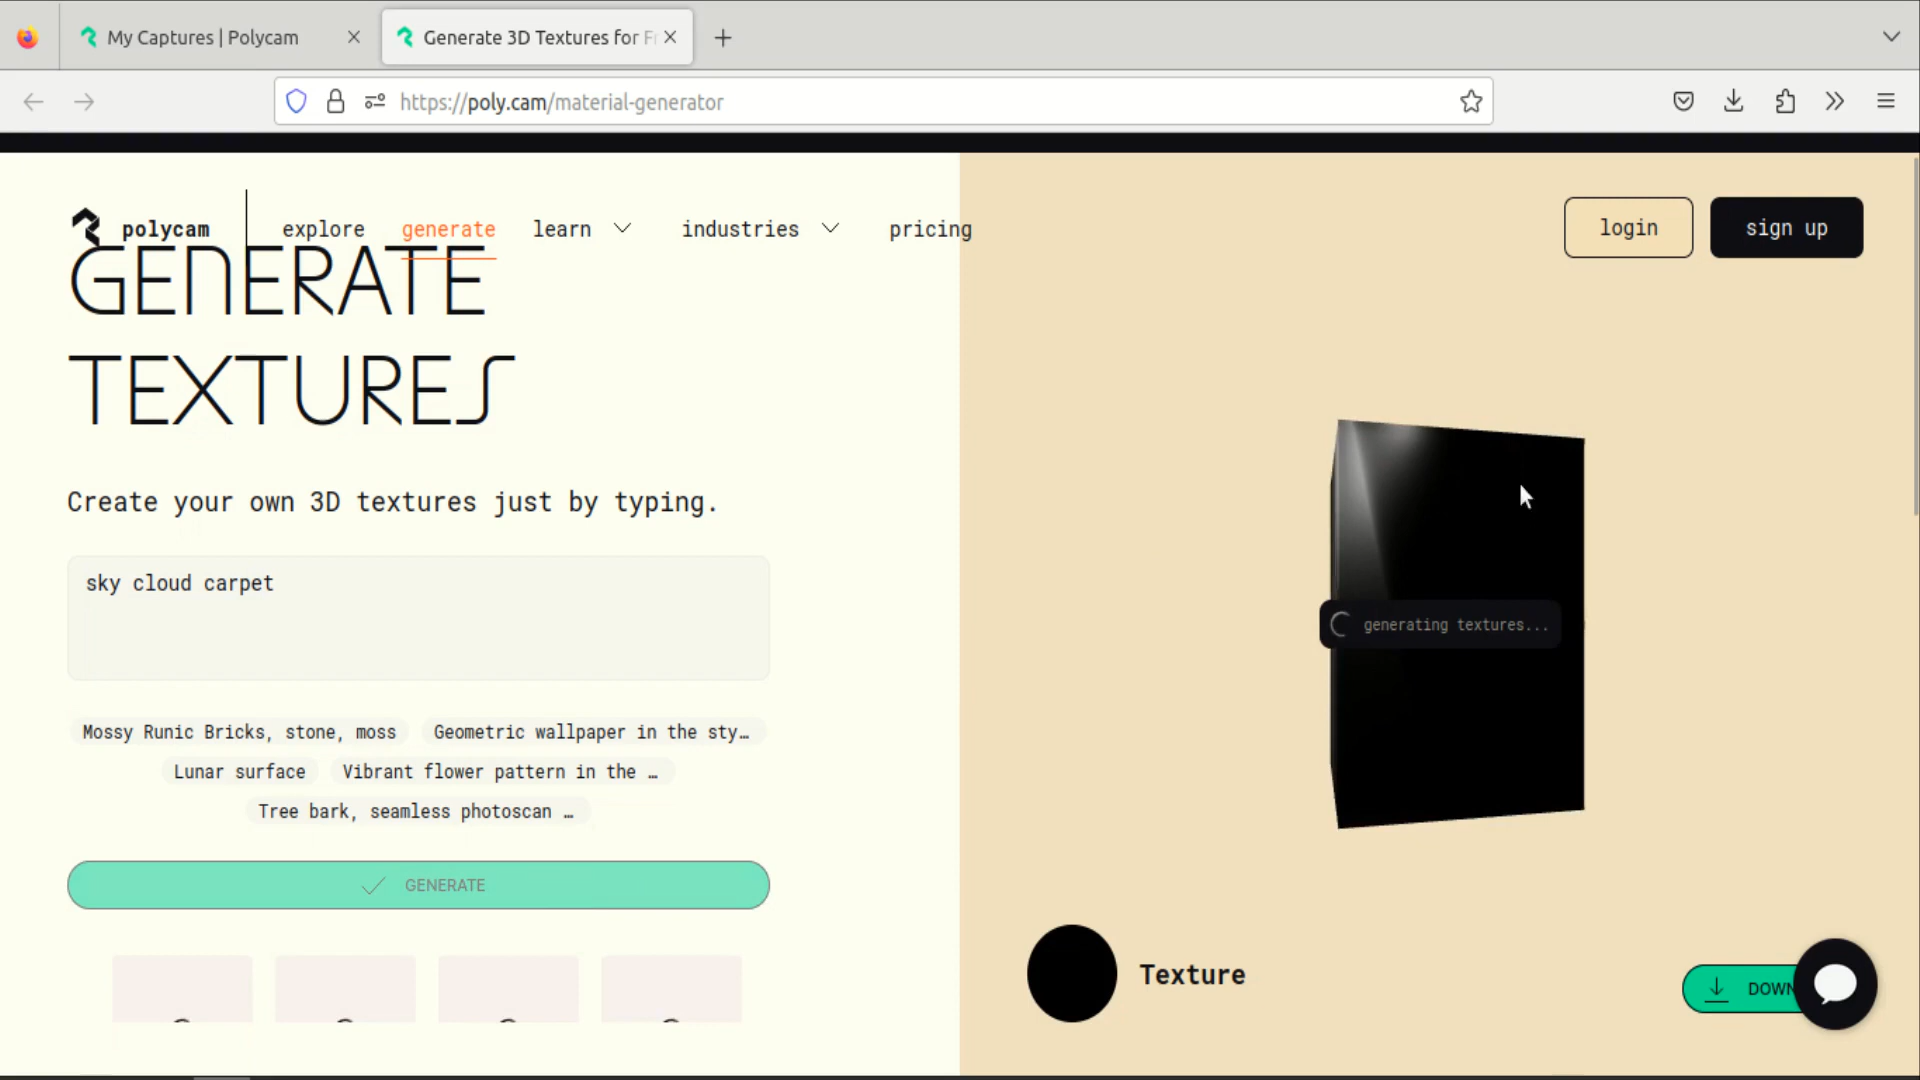 My Captures | Polycam
Generate 3D Textures for Fr
https://poly.cam/material-generator
polycam
explore
generate
learn
industries
pricing
login
sign up
GENERATE
TEXTURES
Create your own 3D textures just by typing.
sky cloud carpet
Mossy Runic Bricks, stone, moss
Geometric wallpaper in the sty…
Lunar surface
Vibrant flower pattern in the …
Tree bark, seamless photoscan …
GENERATE
generating textures...
Texture
DOWN